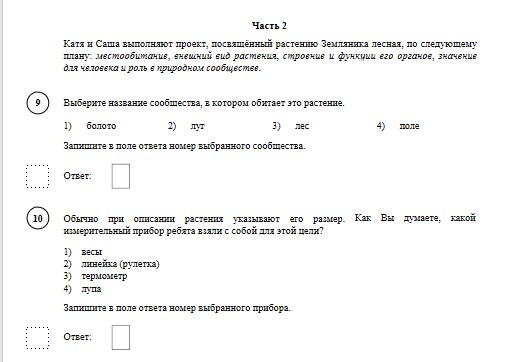 Часть 2
Катя и Саша выполняют проект, посвящённый растению Земляника лесная, по следующему
плану: местообитание, внешний вид растения, строение и функции его органов, значение
для человека и роль в природном сообществе.
9 Выберите название сообщества, в котором обитает это растение.
1) болото 2) луг 3) лес 4) поле
Запишите в поле ответа номер выбранного сообщества.
Ответ:
10 Обычно при описании растения указывают его размер. Как Вы думаете, какой
измерительный прибор ребята взяли с собой для этой цели?
1) весы
2) линейка (рулетка)
3) термометр
4) лупа
Запишите в поле ответа номер выбранного прибора.
Ответ: